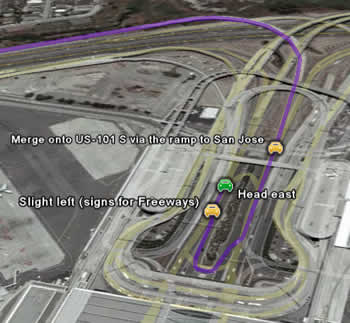 Merge onto US-101 S via the ramp to San Jose
Head east
Slight left (signs for Freeways)